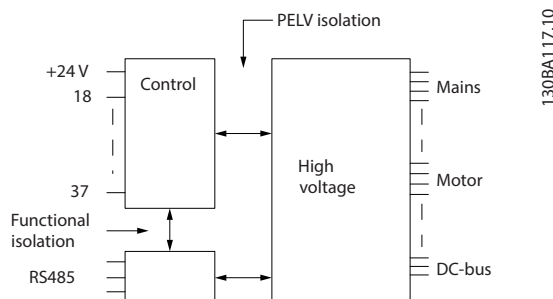 PELV isolation
130BA117.10
+24 V
Control
Mains
18
High
voltage
Motor
37
Functional
isolation
RS485
DC-bus